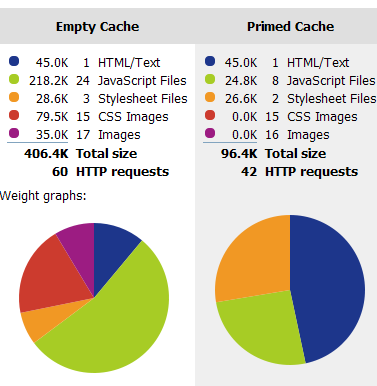 Empty Cache
45.0K 1 HTML/Text
218.2K 24 JavaScript Files
28.6K 3 Stylesheet Files
79.5K 15 CSS Images
35.0K 17 Images
406.4K Total size
60 HTTP requests
Weight graphs:
Primed Cache
45.0K 1 HTML/Text
24.8K 8 JavaScript Files
26.6K 2 Stylesheet Files
0.0K 15 CSS Images
0.0K 16 Images
96.4K Total size
42 HTTP requests